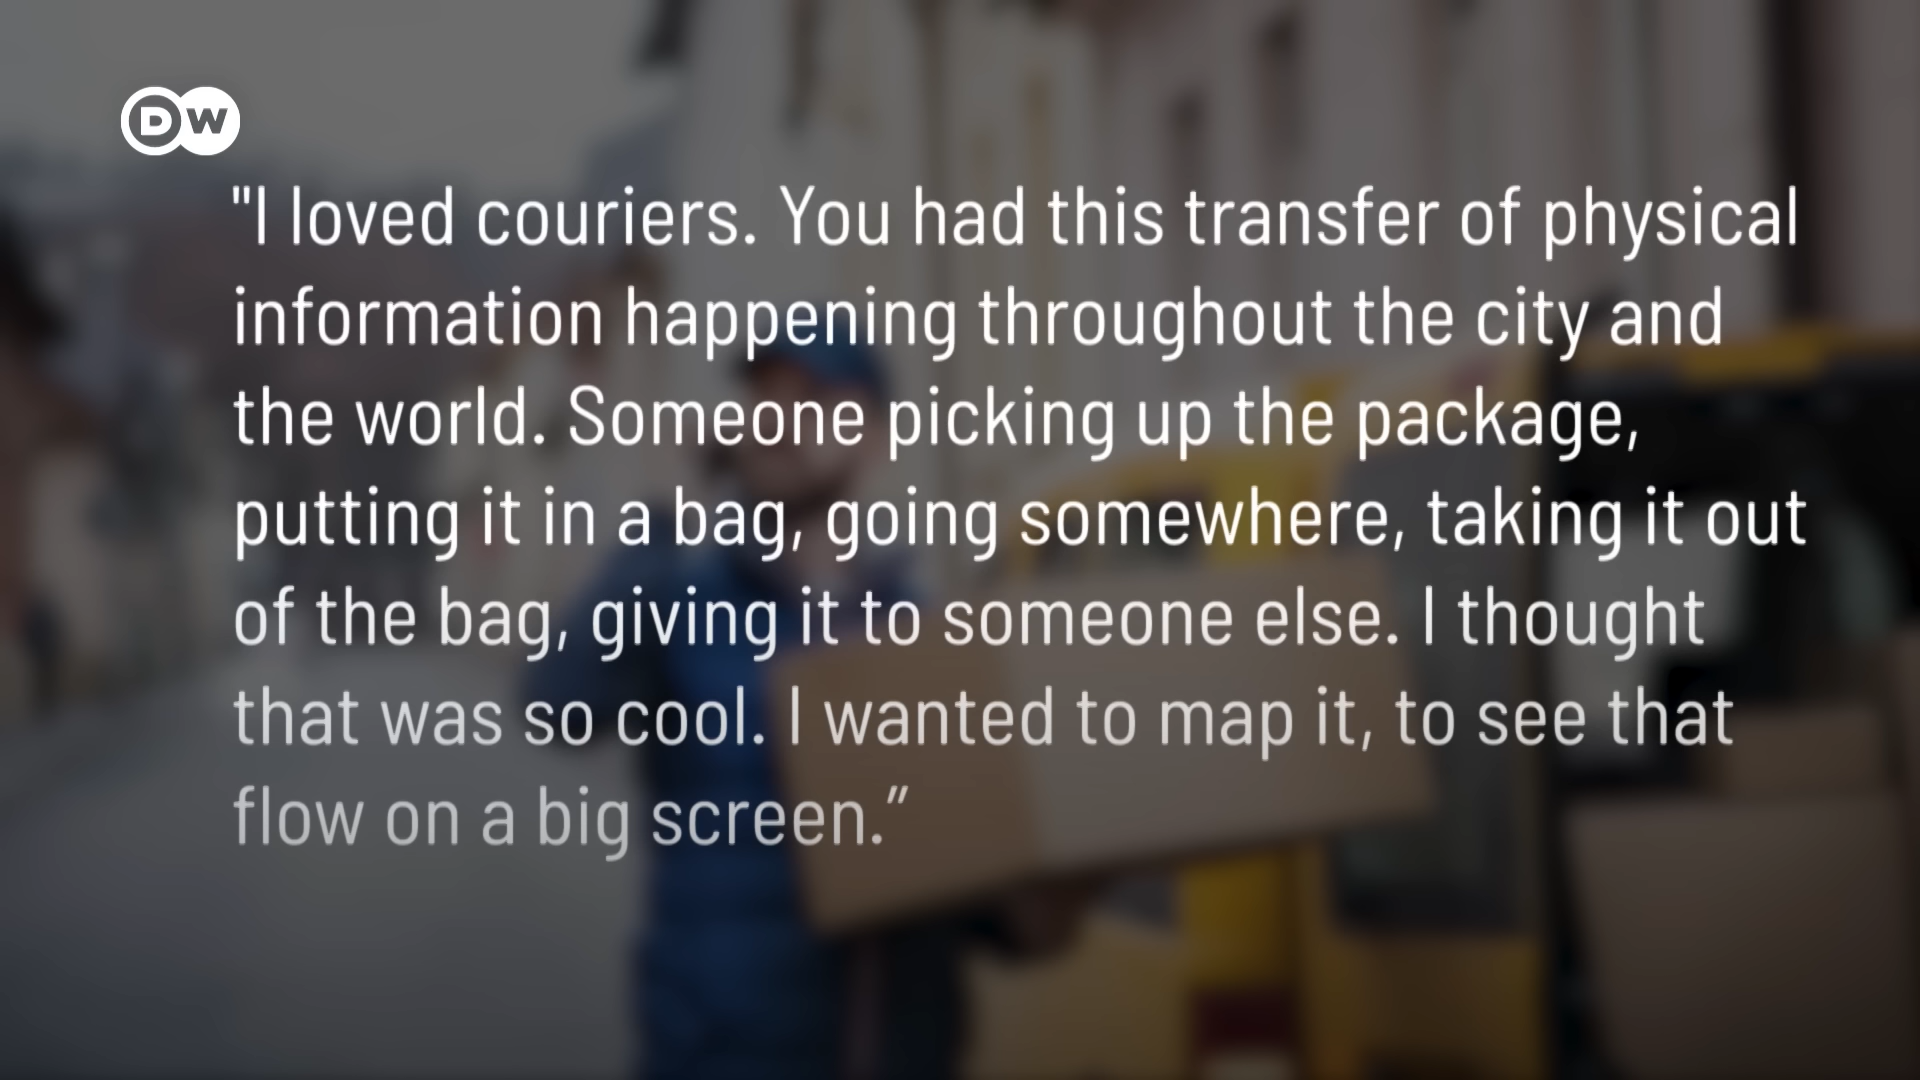 DW
"I loved couriers. You had this transfer of physical
information happening throughout the city and
the world. Someone picking up the package,
putting it in a bag, going somewhere, taking it out
of the bag, giving it to someone else. I thought
that was so cool. I wanted to map it, to see that
flow on a big screen.”